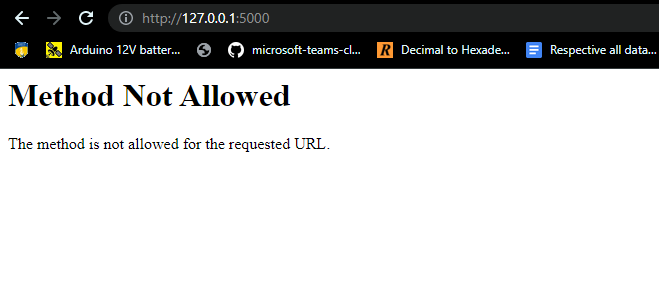 http://127.0.0.1:5000
Arduino 12V batter... microsoft-teams-cl... R Decimal to Hexade... Respective all data...
Method Not Allowed
The method is not allowed for the requested URL.